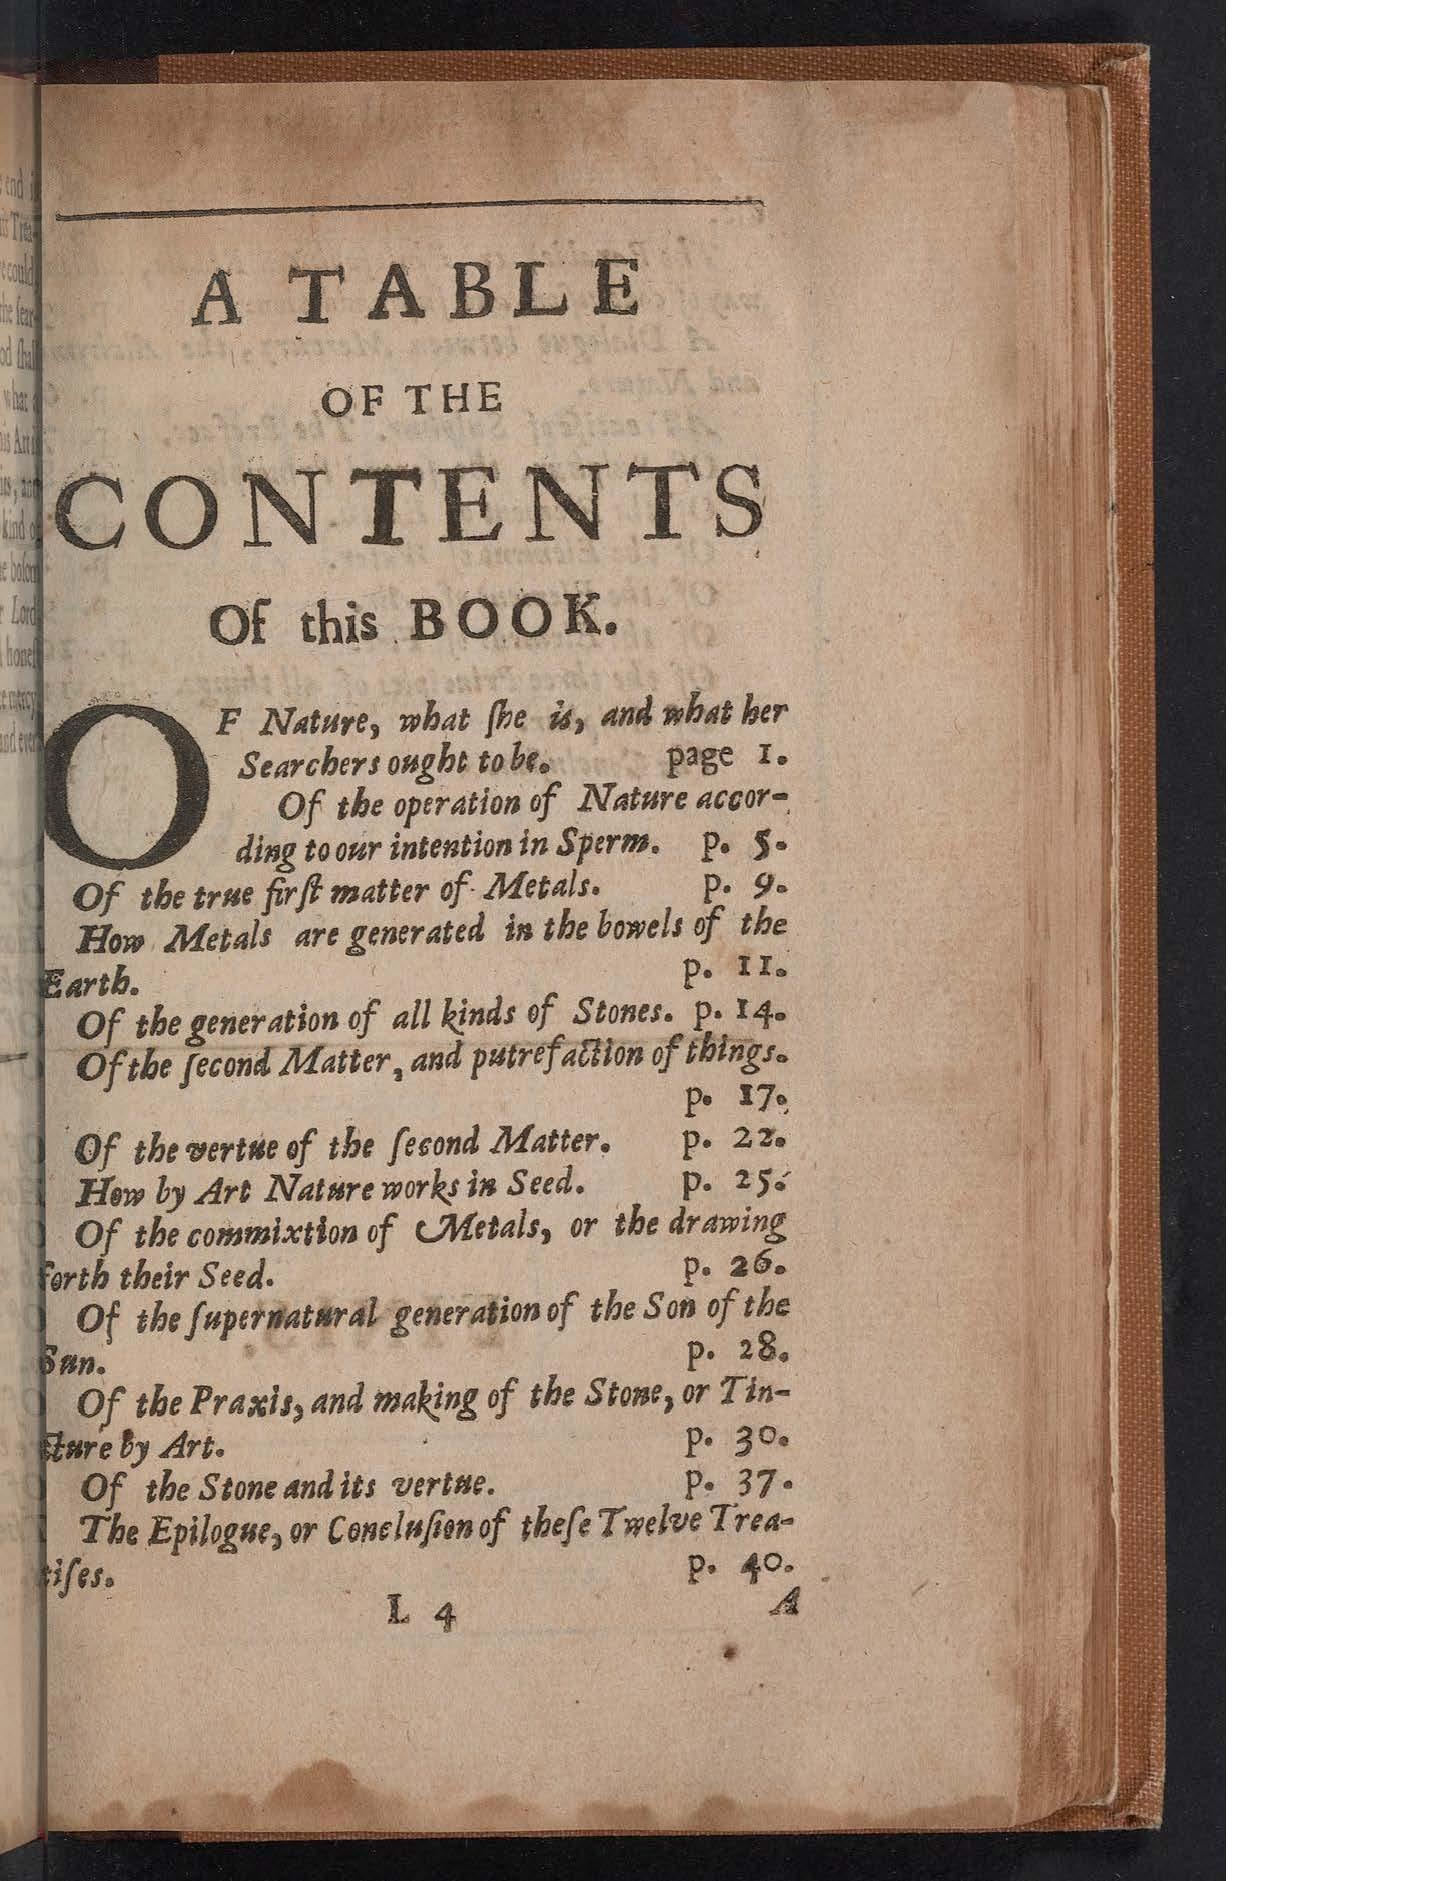 A TABLE
OF THE
CONTENTS
Of this BOOK.
OF Nature, what ſhe is, and what her
Searchers ought to be. page 1.
Of the operation of Nature accor-
ding to our intention in Sperm. p. 5.
Of the true firſt matter of Metals. p. 9.
How Metals are generated in the bowels of the
Earth. p. 11.
Of the generation of all kinds of Stones. p. 14.
Of the ſecond Matter, and putrefaction of things.
p. 17.
Of the vertue of the ſecond Matter. p. 22.
How by Art Nature works in Seed. p. 25.
Of the commixtion of Metals, or the drawing
forth their Seed. p. 26.
Of the ſupernatural generation of the Son of the
Sun. p. 28.
Of the Praxis, and making of the Stone, or Tin-
cture by Art. p. 30.
Of the Stone and its vertue. p. 37.
The Epilogue, or Concluſion of theſe Twelve Trea-
tiſes. p. 40.
L 4 A